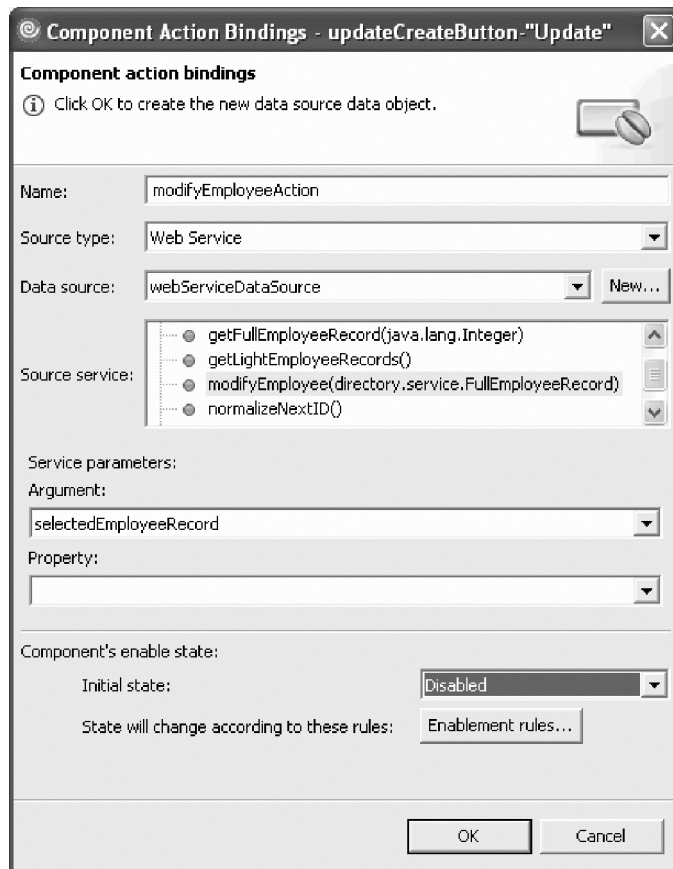 Component Action Bindings - updateCreateButton-"Update"
Component action bindings
Click OK to create the new data source data object.
Name: modifyEmployeeAction
Source type: Web Service
Data source: webServiceDataSource New...
Source service:
getFullEmployeeRecord(java.lang.Integer)
getLightEmployeeRecords()
modifyEmployee(directory.service.FullEmployeeRecord)
normalizeNextID()
Service parameters:
Argument:
selectedEmployeeRecord
Property:
Component's enable state:
Initial state: Disabled
State will change according to these rules: Enablement rules...
OK Cancel